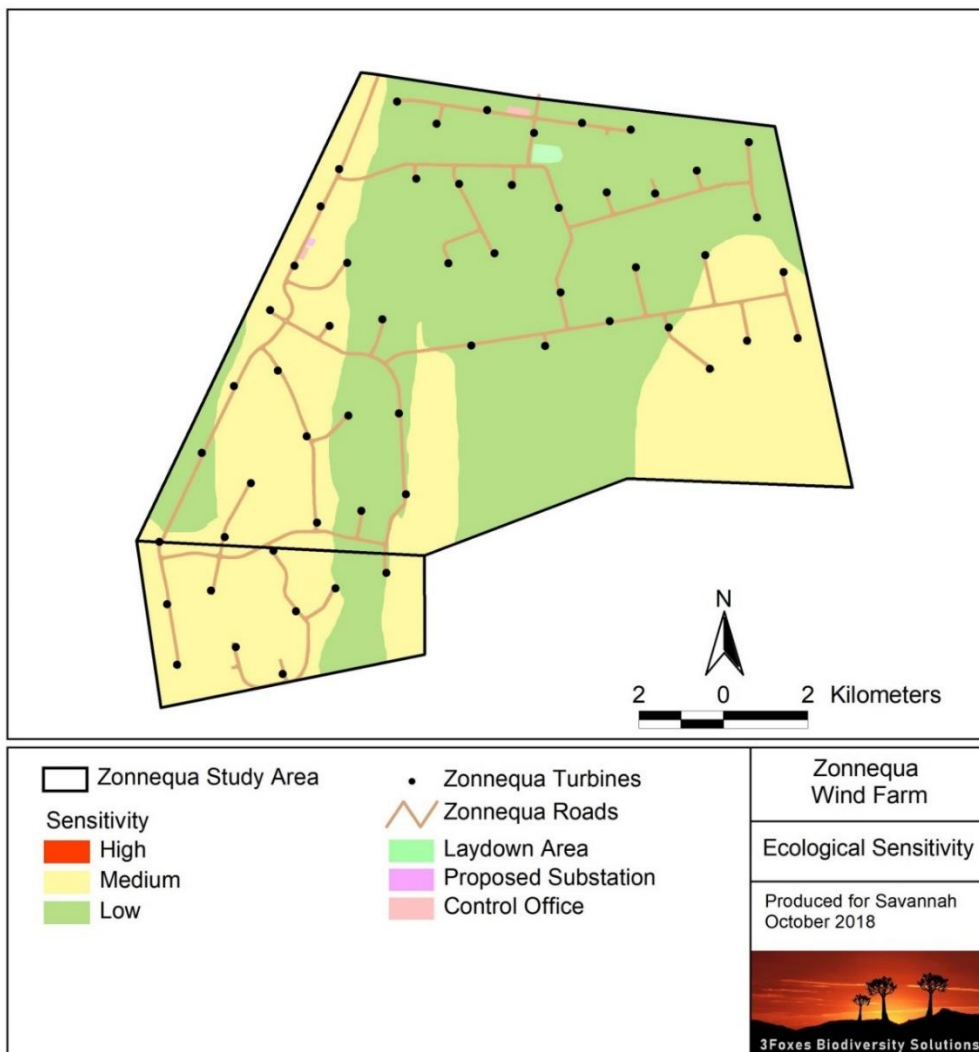 N
2 0 2 Kilometers
Zonnequa Study Area
Sensitivity
High
Medium
Low
Zonnequa Turbines
Zonnequa Roads
Laydown Area
Proposed Substation
Control Office
Zonnequa
Wind Farm
Ecological Sensitivity
Produced for Savannah
October 2018
3Foxes Biodiversity Solutions